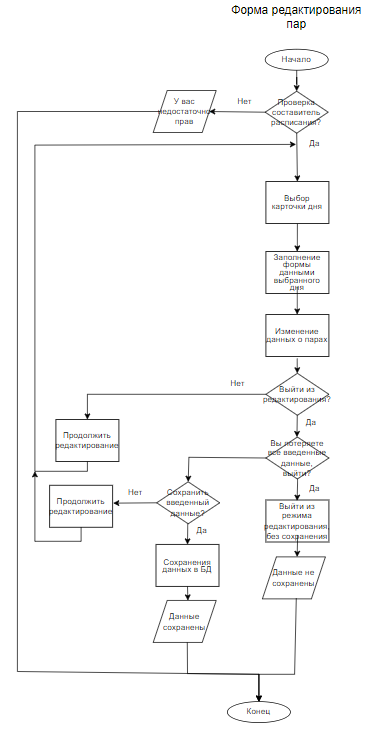 Форма редактирования
пар
Начало
У вас
недостаточно
прав
Нет
Проверка
составитель
расписания?
Да
Выбор
карточки дня
Заполнение
формы
данными
выбранного
дня
Изменение
данных о парах
Нет
Выйти из
редактирования?
Да
Продолжить
редактирование
Вы потеряете
все введенные
данные,
выйти?
Да
Продолжить
редактирование
Нет
Сохранить
введенный
данные?
Да
Выйти из
режима
редактирования,
без сохранения
Сохранения
данных в БД
Данные не
сохранены
Данные
сохранены
Конец